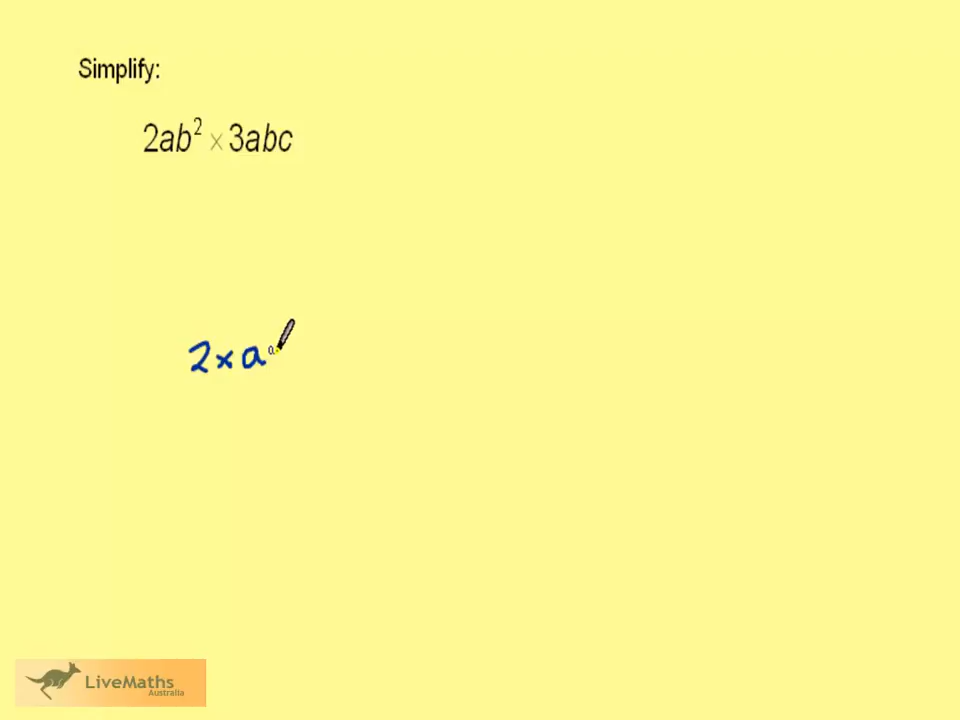 Simplify:
2ab² × 3abc
2 × a
LiveMaths
Australia